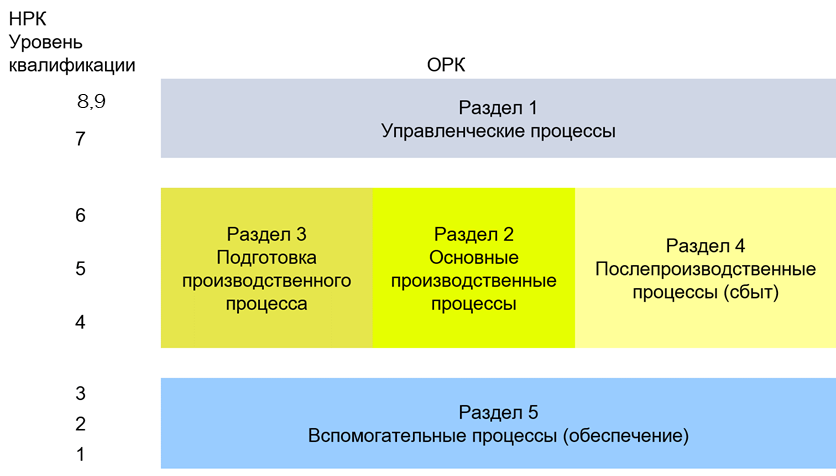 НРК
Уровень
квалификации
ОРК
8,9
7
Раздел 1
Управленческие процессы
6
5
4
Раздел 3
Подготовка
производственного
процесса
Раздел 2
Основные
производственные
процессы
Раздел 4
Послепроизводственные
процессы (сбыт)
3
2
1
Раздел 5
Вспомогательные процессы (обеспечение)